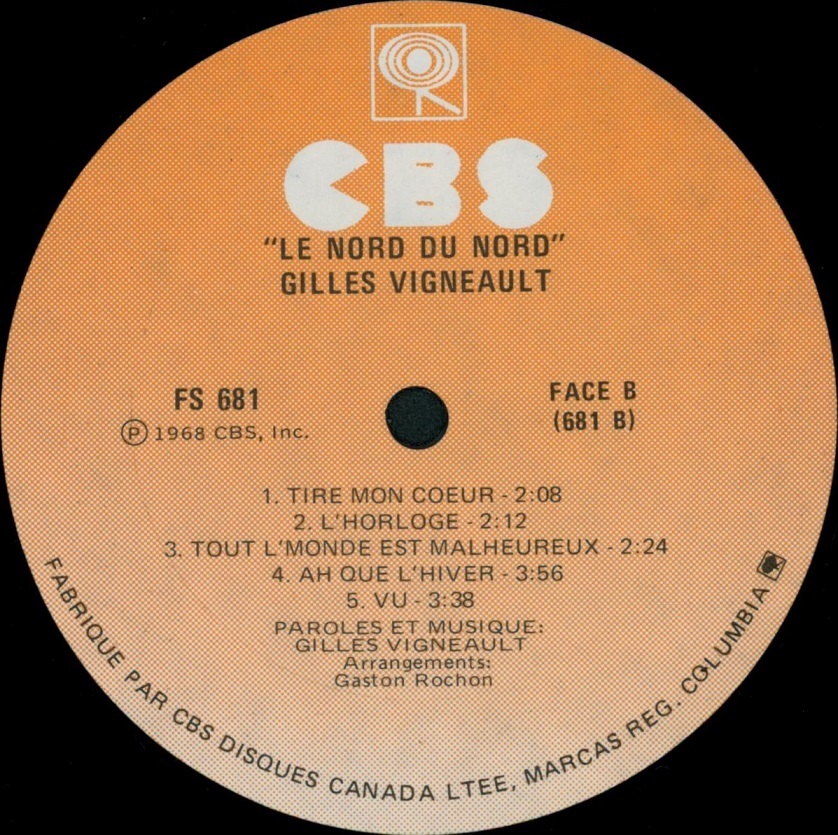 CBS
"LE NORD DU NORD"
GILLES VIGNEAULT
FS 681
Ⓟ 1968 CBS, Inc.
FACE B
(681 B)
1. TIRE MON COEUR - 2:08
2. L'HORLOGE - 2:12
3. TOUT L'MONDE EST MALHEUREUX - 2:24
4. AH QUE L'HIVER - 3:56
5. VU - 3:38
PAROLES ET MUSIQUE:
GILLES VIGNEAULT
Arrangements:
Gaston Rochon
FABRIQUE PAR CBS DISQUES CANADA LTEE, MARCAS REG. COLUMBIA